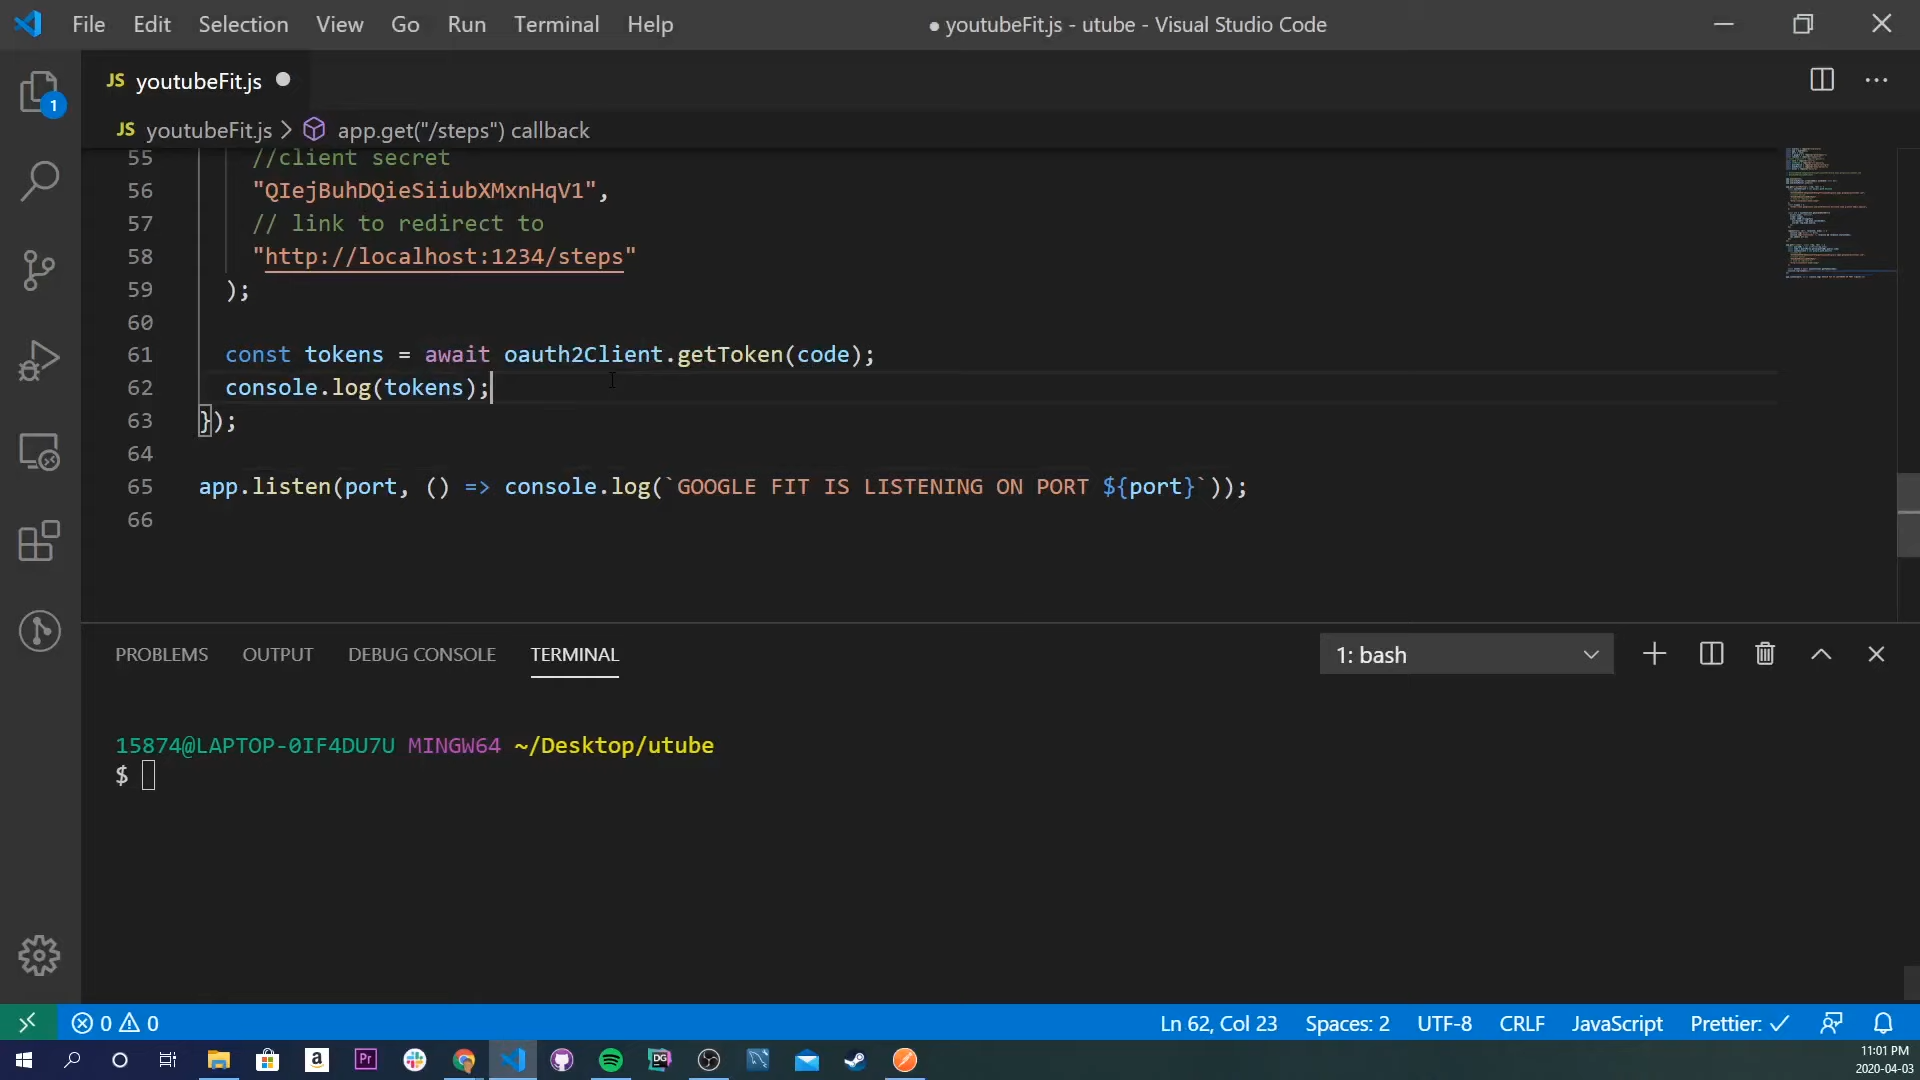 File Edit Selection View Go Run Terminal Help
● youtubeFit.js - utube - Visual Studio Code
JS youtubeFit.js ●
1
JS youtubeFit.js > app.get("/steps") callback
55 //client secret
56 "QIejBuhDQieSiiubXMxnHqV1",
57 // link to redirect to
58 "http://localhost:1234/steps"
59 );
60
61 const tokens = await oauth2Client.getToken(code);
62 console.log(tokens);
63 });
64
65 app.listen(port, () => console.log(`GOOGLE FIT IS LISTENING ON PORT ${port}`));
66
PROBLEMS OUTPUT DEBUG CONSOLE TERMINAL
1: bash
15874@LAPTOP-0IF4DU7U MINGW64 ~/Desktop/utube
$
0 0
Ln 62, Col 23 Spaces: 2 UTF-8 CRLF JavaScript Prettier: ✓
a Pr DG
11:01 PM
2020-04-03